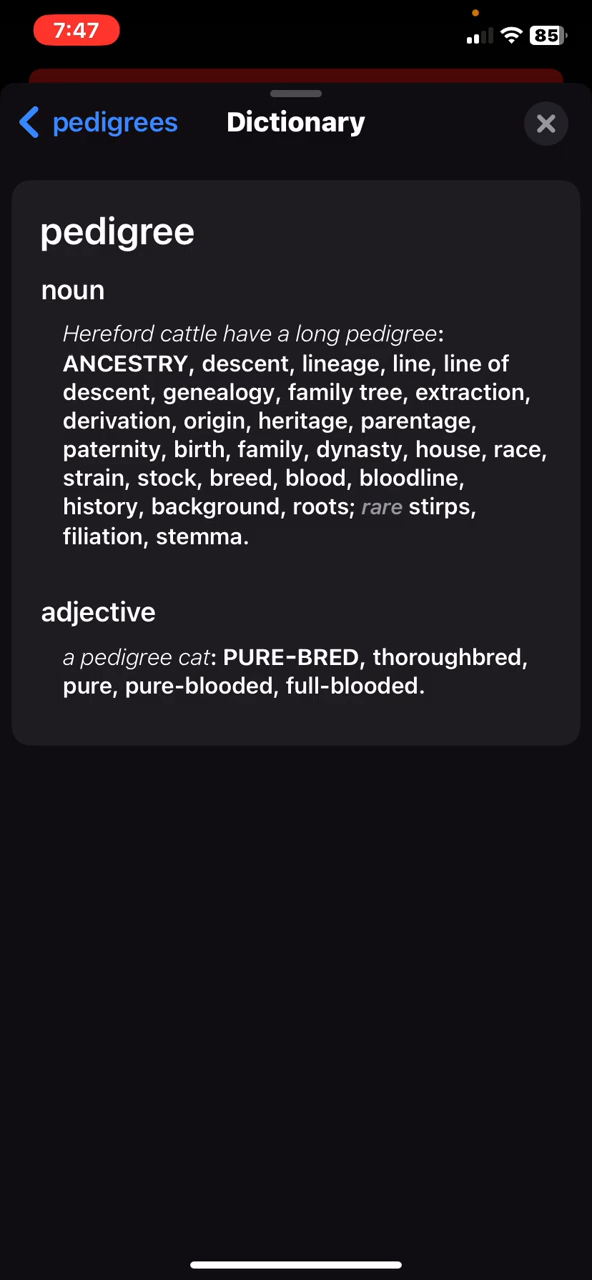 7:47
85
pedigrees
Dictionary
pedigree
noun
Hereford cattle have a long pedigree:
ANCESTRY, descent, lineage, line, line of
descent, genealogy, family tree, extraction,
derivation, origin, heritage, parentage,
paternity, birth, family, dynasty, house, race,
strain, stock, breed, blood, bloodline,
history, background, roots; rare stirps,
filiation, stemma.
adjective
a pedigree cat: PURE-BRED, thoroughbred,
pure, pure-blooded, full-blooded.